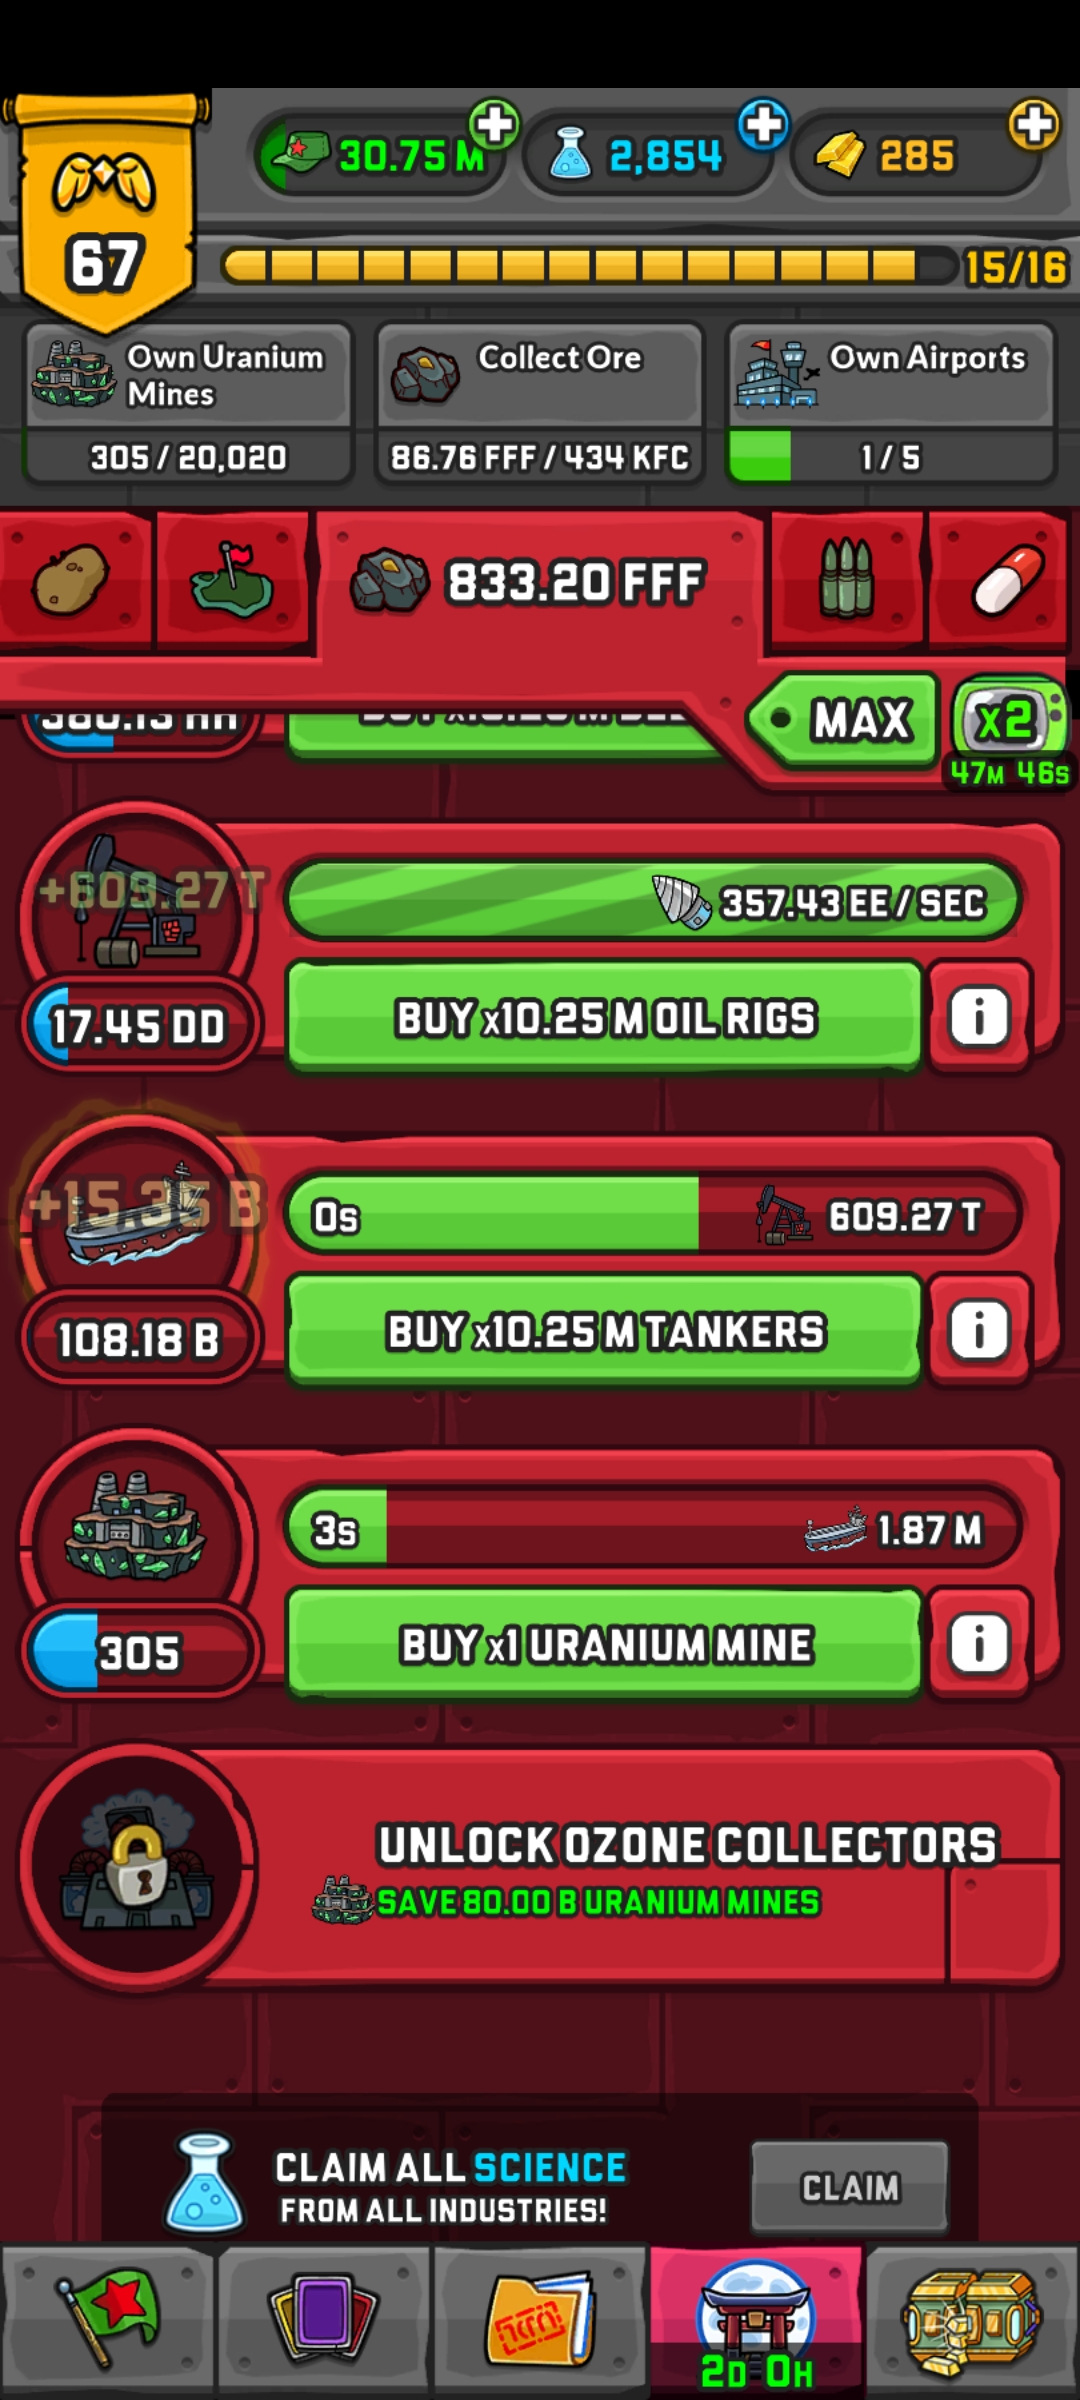 30.75 M
2,854
285
67
15/16
Own Uranium
Mines
305 / 20,020
Collect Ore
86.76 FFF / 434 KFC
Own Airports
1 / 5
833.20 FFF
MAX
x2
47M 46S
+609.27 T
357.43 EE / SEC
17.45 DD
BUY x10.25 M OIL RIGS
i
+15.35 B
0s
609.27 T
108.18 B
BUY x10.25 M TANKERS
i
3s
1.87 M
305
BUY x1 URANIUM MINE
i
UNLOCK OZONE COLLECTORS
SAVE 80.00 B URANIUM MINES
CLAIM ALL SCIENCE
FROM ALL INDUSTRIES!
CLAIM
2D 0H